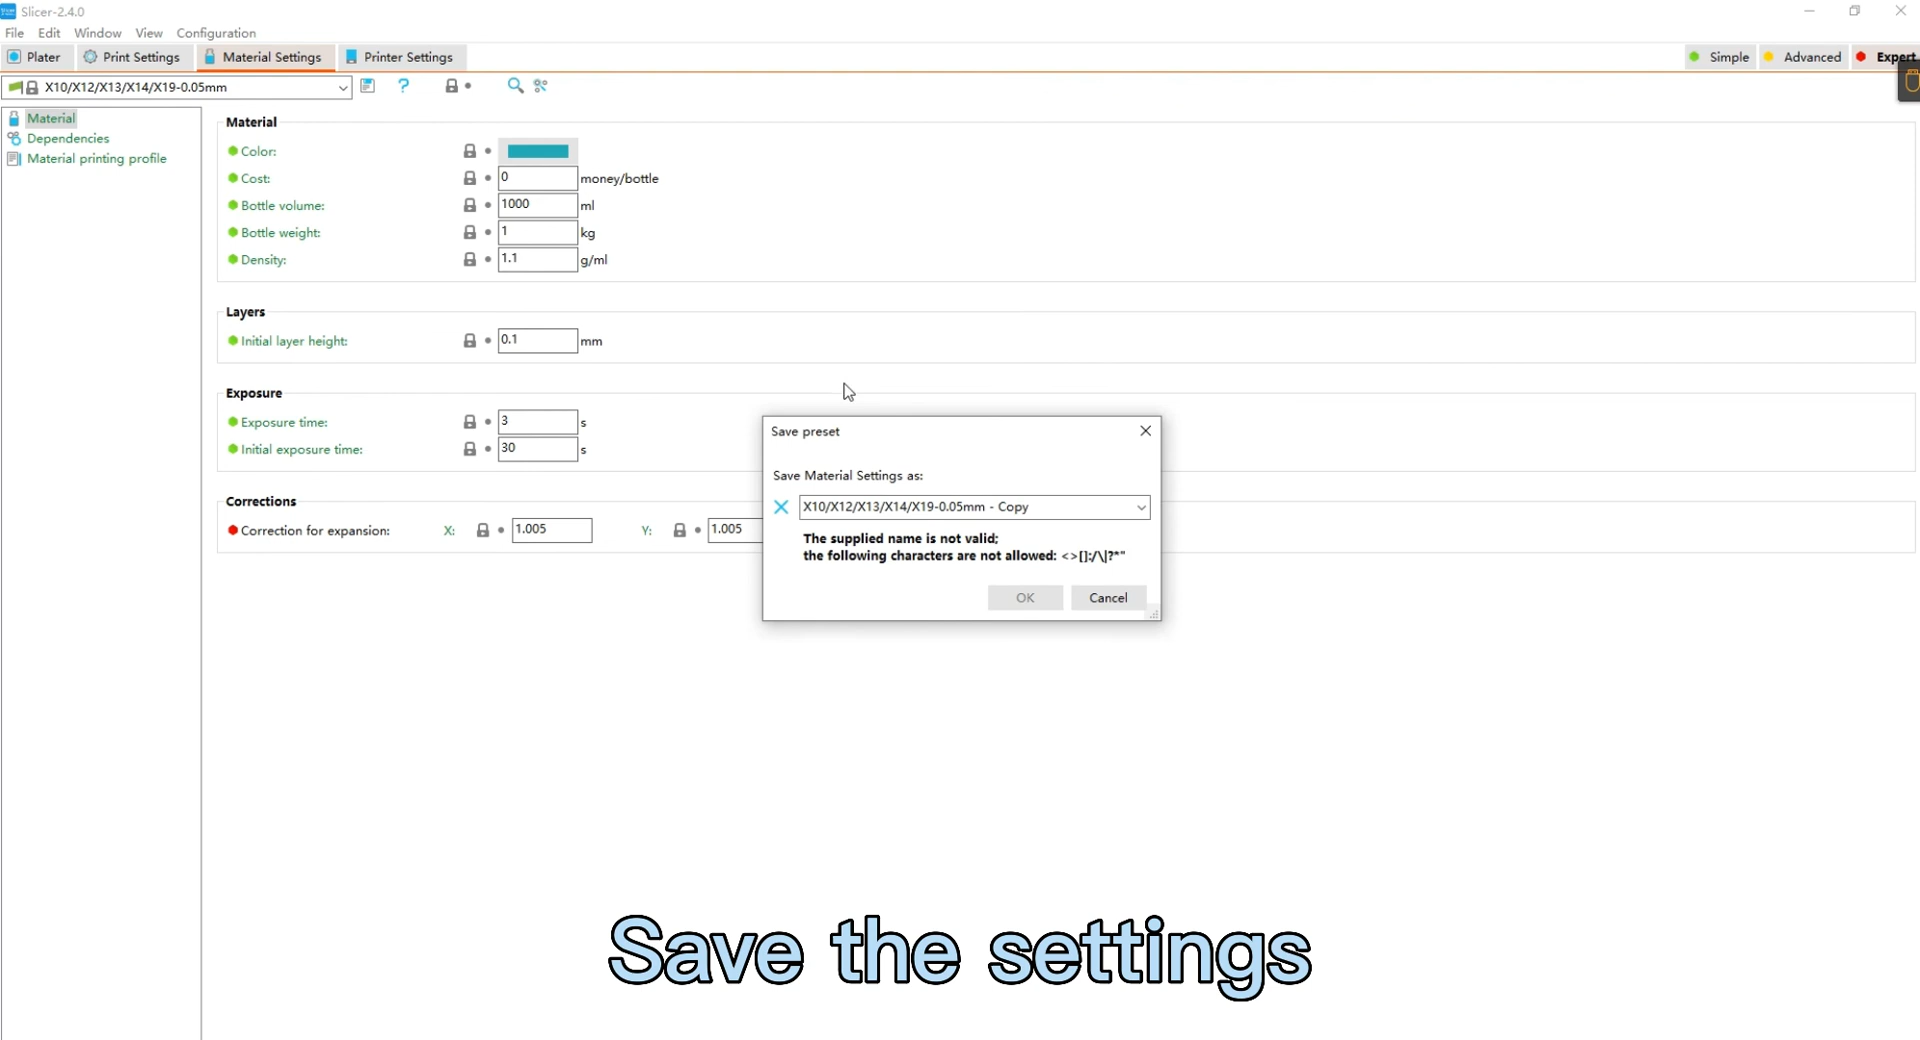 Slicer-2.4.0
File Edit Window View Configuration
Plater Print Settings Material Settings Printer Settings Simple Advanced Expert
X10/X12/X13/X14/X19-0.05mm ?
Material
Dependencies
Material printing profile
Material
Color:
Cost: 0 money/bottle
Bottle volume: 1000 ml
Bottle weight: 1 kg
Density: 1.1 g/ml
Layers
Initial layer height: 0.1 mm
Exposure
Exposure time: 3 s
Initial exposure time: 30 s
Corrections
Correction for expansion: X: 1.005 Y: 1.005
Save preset
Save Material Settings as:
X10/X12/X13/X14/X19-0.05mm - Copy
The supplied name is not valid;
the following characters are not allowed: <>[]:/\|?*"
OK Cancel
Save the settings